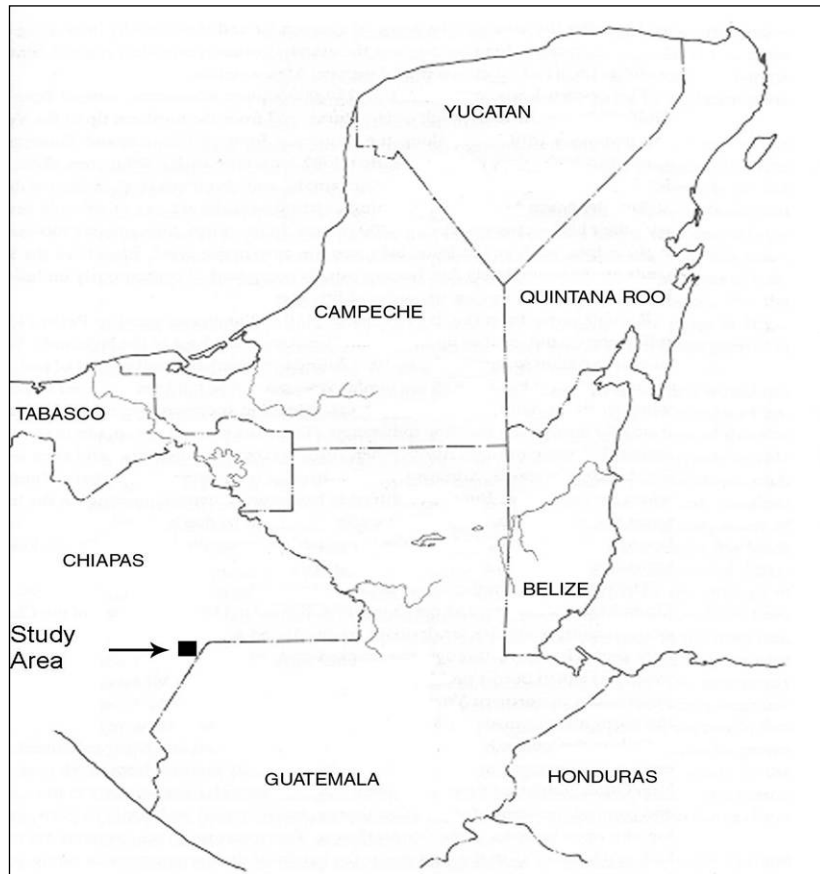 YUCATAN
CAMPECHE
QUINTANA ROO
TABASCO
CHIAPAS
BELIZE
Study
Area
GUATEMALA
HONDURAS